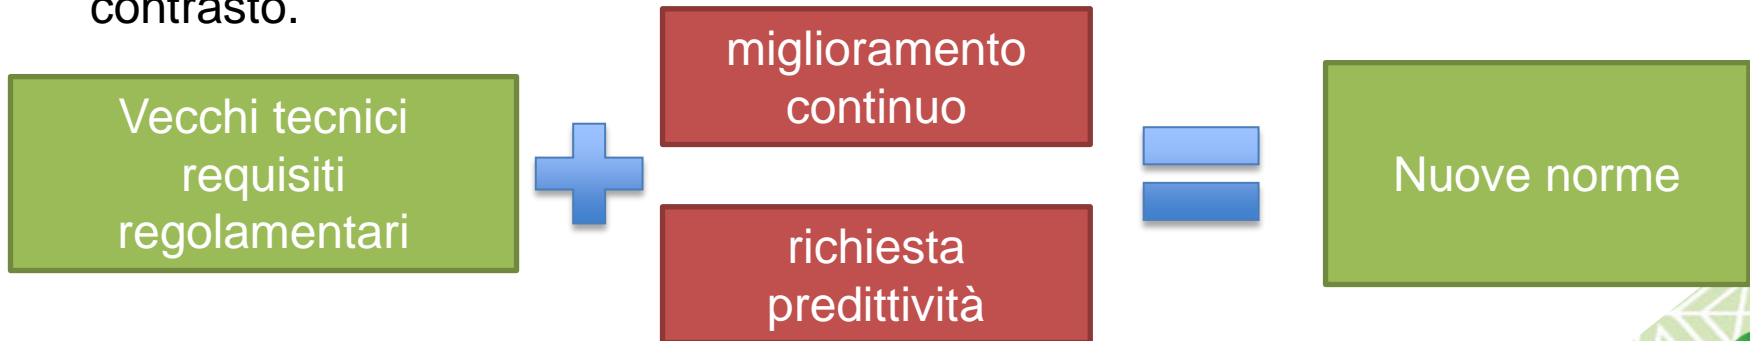 contrasto.
Vecchi tecnici
requisiti
regolamentari
miglioramento
continuo
richiesta
predittività
Nuove norme